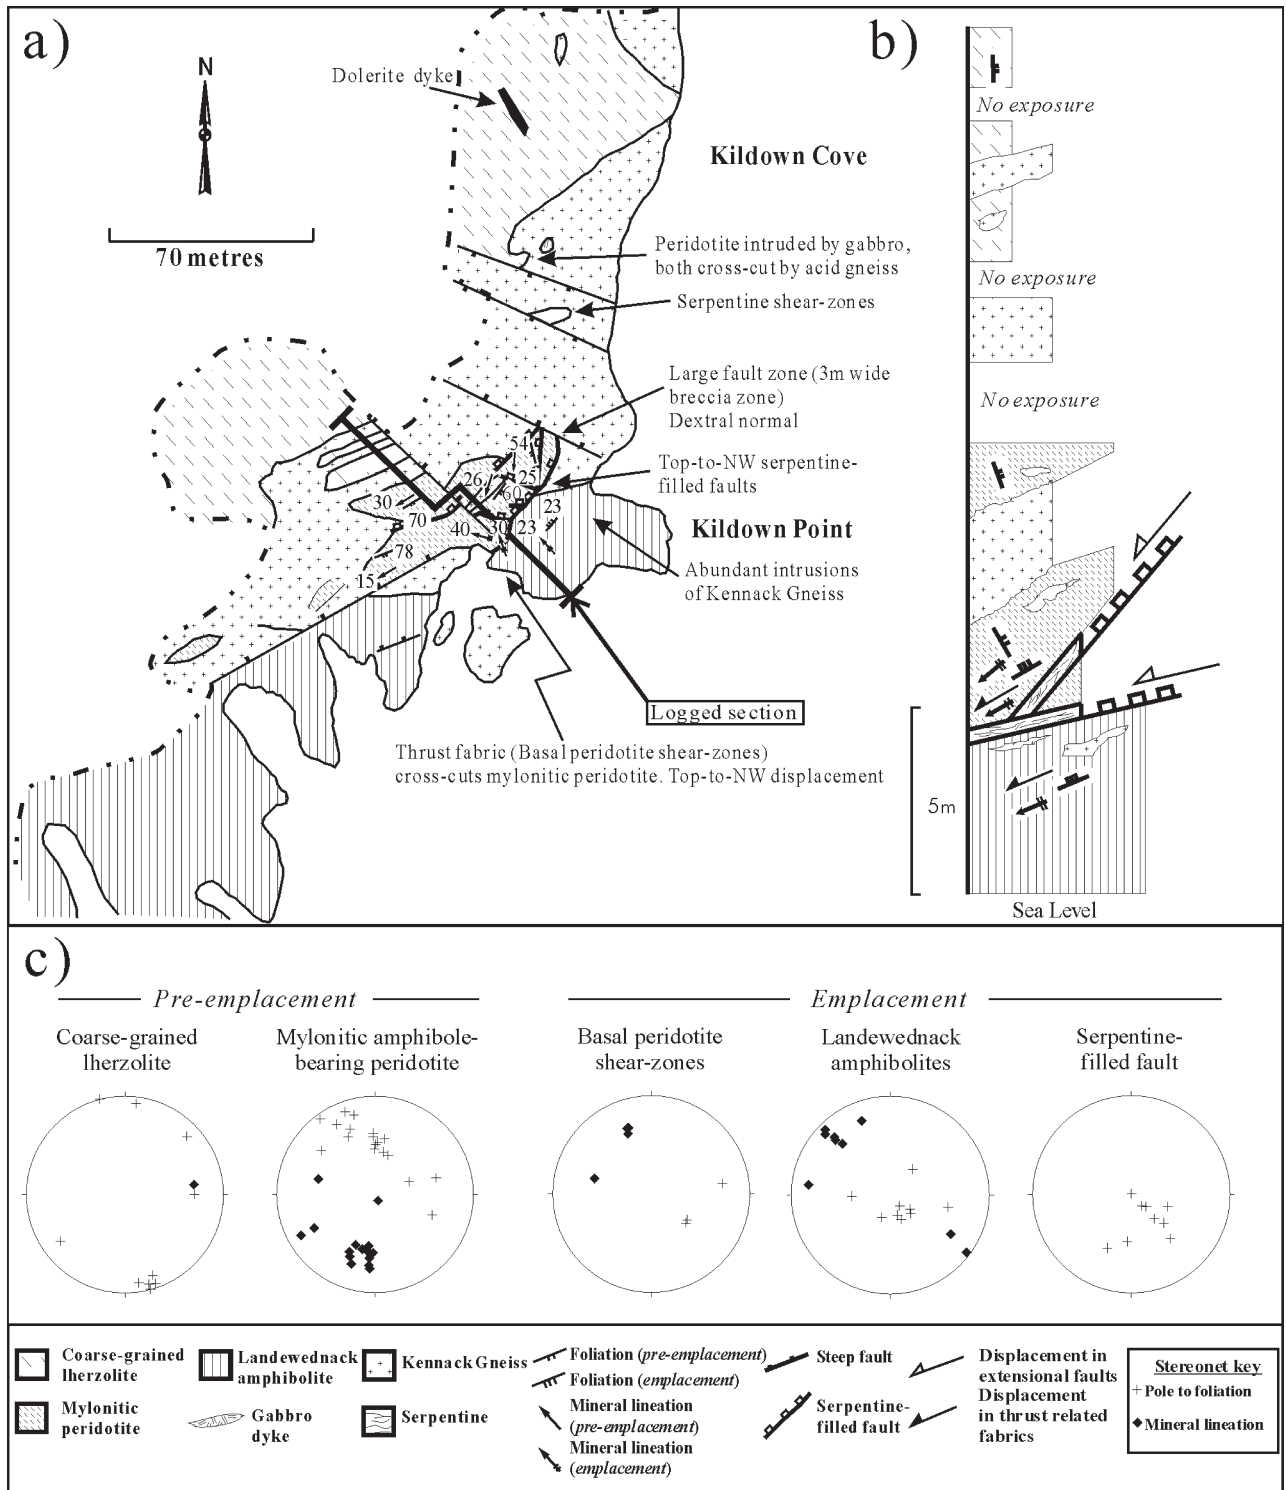 a)
N
Dolerite dyke
70 metres
Kildown Cove
Peridotite intruded by gabbro,
both cross-cut by acid gneiss
Serpentine shear-zones
Large fault zone (3m wide
breccia zone)
Dextral normal
Top-to-NW serpentine-
filled faults
Kildown Point
Abundant intrusions
of Kennack Gneiss
54
26
25
60
30
23
70
40
30
23
78
15
Logged section
Thrust fabric (Basal peridotite shear-zones)
cross-cuts mylonitic peridotite. Top-to-NW displacement
b)
No exposure
No exposure
No exposure
5m
Sea Level
c)
Pre-emplacement
Emplacement
Coarse-grained
lherzolite
Mylonitic amphibole-
bearing peridotite
Basal peridotite
shear-zones
Landewednack
amphibolites
Serpentine-
filled fault
Coarse-grained
lherzolite
Landewednack
amphibolite
Kennack Gneiss
Mylonitic
peridotite
Gabbro
dyke
Serpentine
Foliation (pre-emplacement)
Foliation (emplacement)
Mineral lineation
(pre-emplacement)
Mineral lineation
(emplacement)
Steep fault
Serpentine-
filled fault
Displacement in
extensional faults
Displacement
in thrust related
fabrics
Stereonet key
Pole to foliation
Mineral lineation